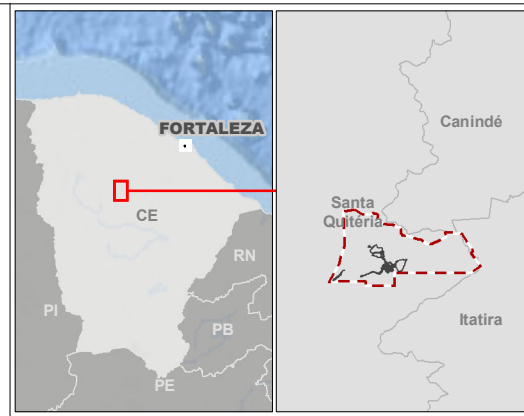 FORTALEZA
CE
RN
PI
PB
PE
Canindé
Santa
Quitéria
Itatira